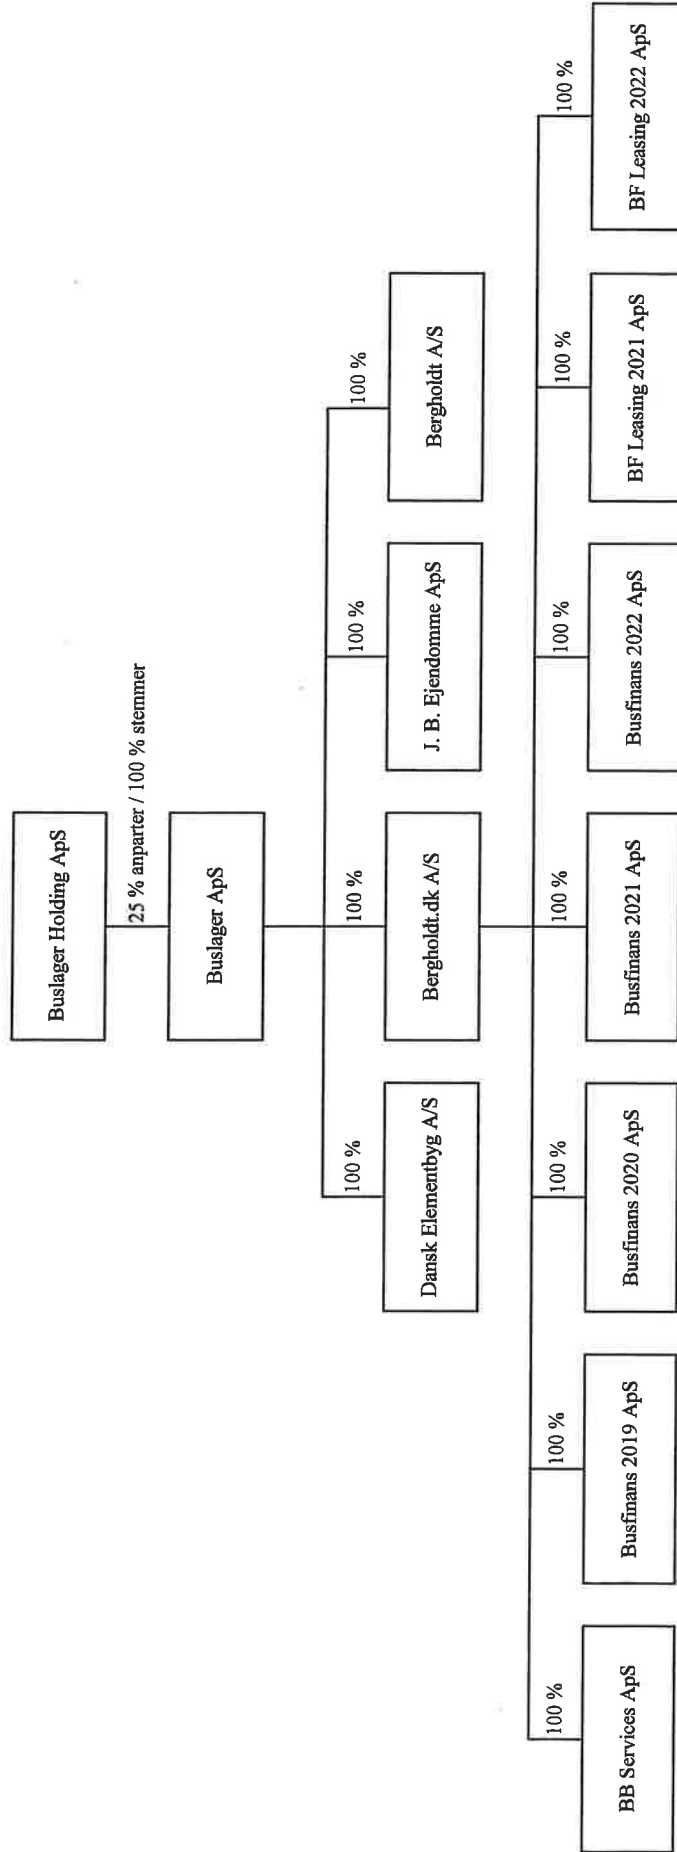 Buslager Holding ApS
25 % anparter / 100 % stemmer
Buslager ApS
100 %
100 %
100 %
100 %
Dansk Elementbyg A/S
Bergholdt.dk A/S
J. B. Ejendomme ApS
Bergholdt A/S
100 %
100 %
100 %
100 %
100 %
100 %
100 %
BB Services ApS
Busfinans 2019 ApS
Busfinans 2020 ApS
Busfinans 2021 ApS
Busfinans 2022 ApS
BF Leasing 2021 ApS
BF Leasing 2022 ApS